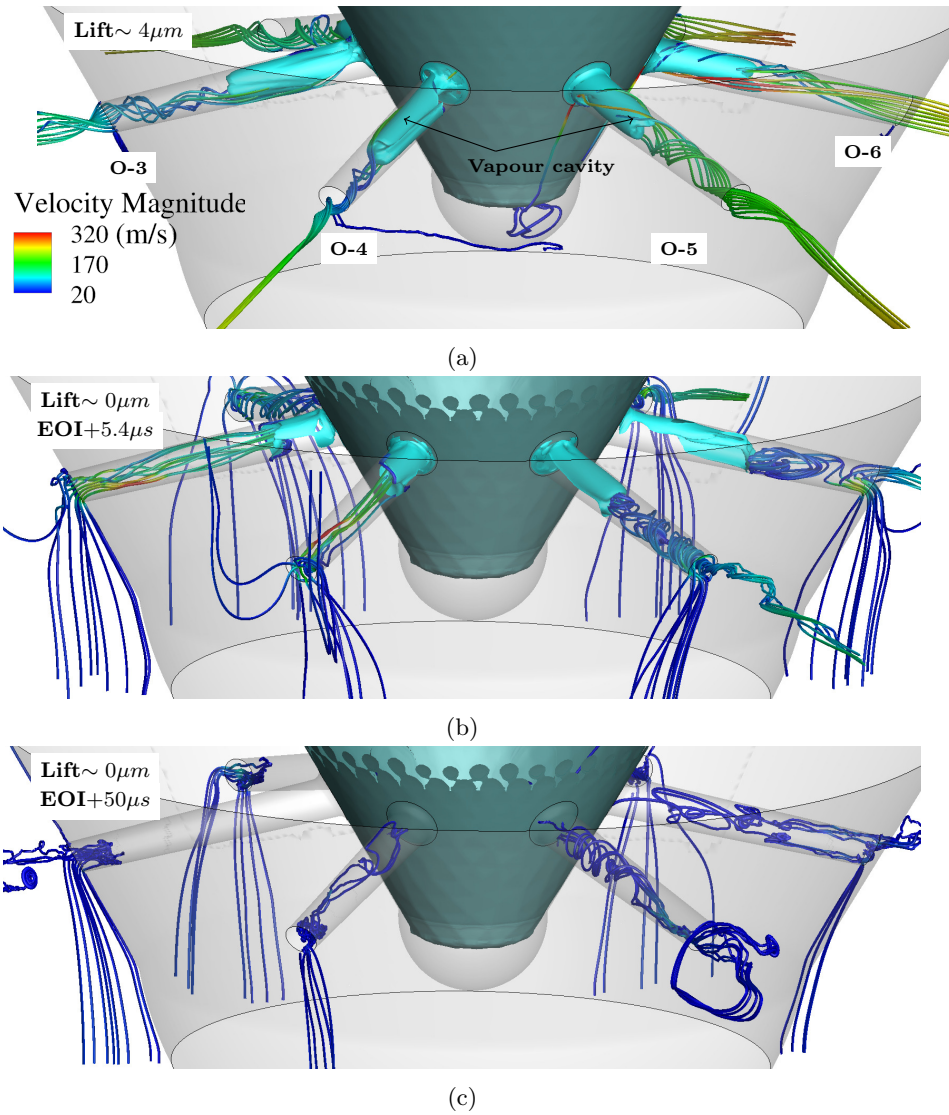 Lift∼ 4μm
O-3
Vapour cavity
O-6
Velocity Magnitude
320 (m/s)
170
20
O-4
O-5
(a)
Lift∼ 0μm
EOI+5.4μs
(b)
Lift∼ 0μm
EOI+50μs
(c)